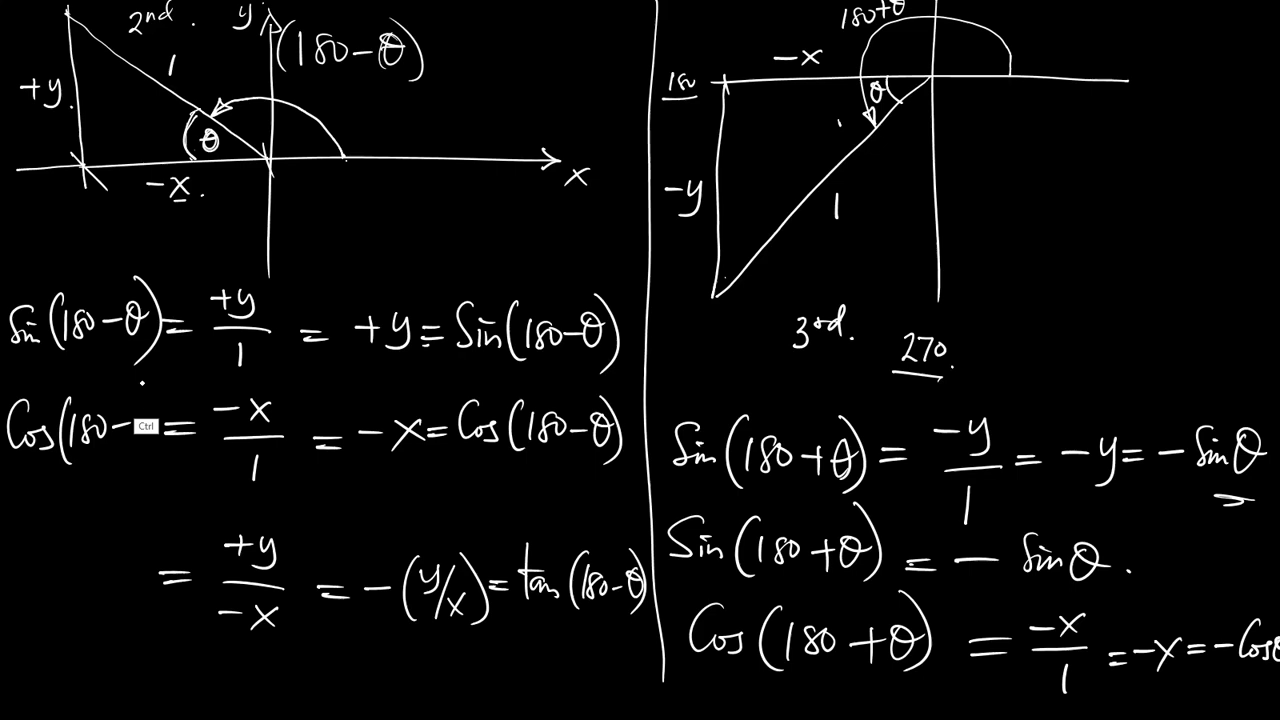 2nd.
y
(180-θ)
1
+y.
θ
-x.
x
Sin(180-θ) = +y/1 = +y = Sin(180-θ)
Cos(180- Ctrl = -x/1 = -x = Cos(180-θ)
= +y/-x = -(y/x) = tan(180-θ)
180+θ
-x
180
θ
-y
1
3rd.
270.
Sin(180+θ) = -y/1 = -y = - sinθ
Sin(180+θ) = - sinθ.
Cos(180+θ) = -x/1 = -x = -Cosθ